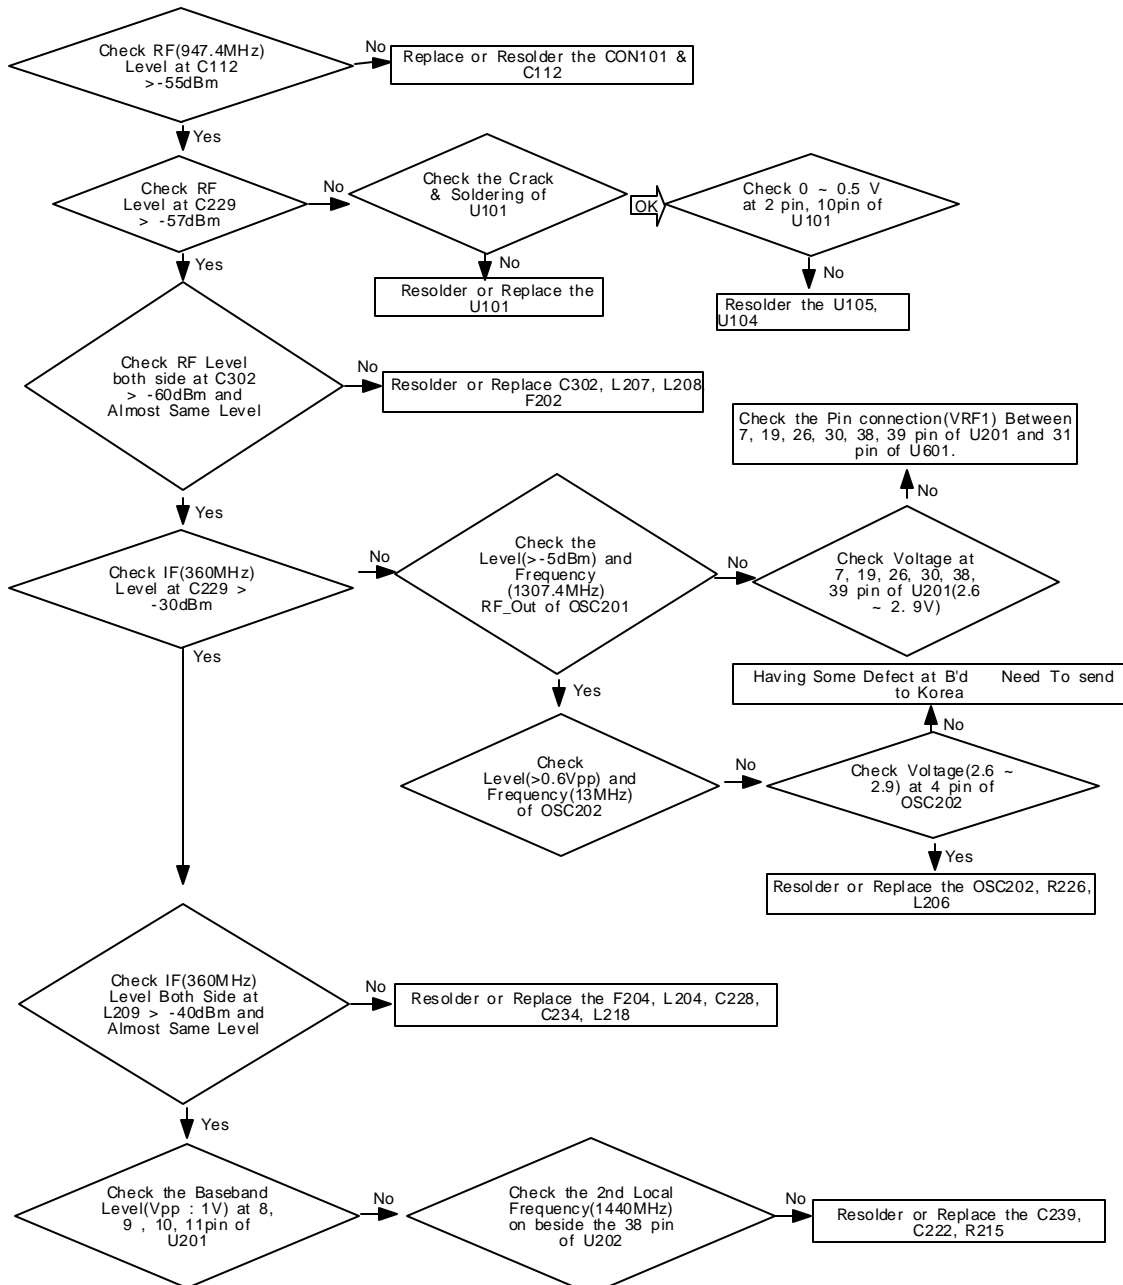 Check RF(947.4MHz)
Level at C112
>-55dBm
No
Replace or Resolder the CON101 &
C112
Yes
Check RF
Level at C229
> -57dBm
No
Check the Crack
& Soldering of
U101
OK
Check 0 ~ 0.5 V
at 2 pin, 10pin of
U101
Yes
No
Resolder or Replace the
U101
No
Resolder the U105,
U104
Check RF Level
both side at C302
> -60dBm and
Almost Same Level
No
Resolder or Replace C302, L207, L208
F202
Check the Pin connection(VRF1) Between
7, 19, 26, 30, 38, 39 pin of U201 and 31
pin of U601.
No
Yes
Check IF(360MHz)
Level at C229 >
-30dBm
No
Check the
Level(>-5dBm) and
Frequency
(1307.4MHz)
RF_Out of OSC201
No
Check Voltage at
7, 19, 26, 30, 38,
39 pin of U201(2.6
~ 2. 9V)
Yes
Having Some Defect at B'd Need To send
to Korea
Yes
No
Check
Level(>0.6Vpp) and
Frequency(13MHz)
of OSC202
No
Check Voltage(2.6 ~
2.9) at 4 pin of
OSC202
Yes
Resolder or Replace the OSC202, R226,
L206
Check IF(360MHz)
Level Both Side at
L209 > -40dBm and
Almost Same Level
No
Resolder or Replace the F204, L204, C228,
C234, L218
Yes
Check the Baseband
Level(Vpp : 1V) at 8,
9 , 10, 11pin of
U201
No
Check the 2nd Local
Frequency(1440MHz)
on beside the 38 pin
of U202
No
Resolder or Replace the C239,
C222, R215